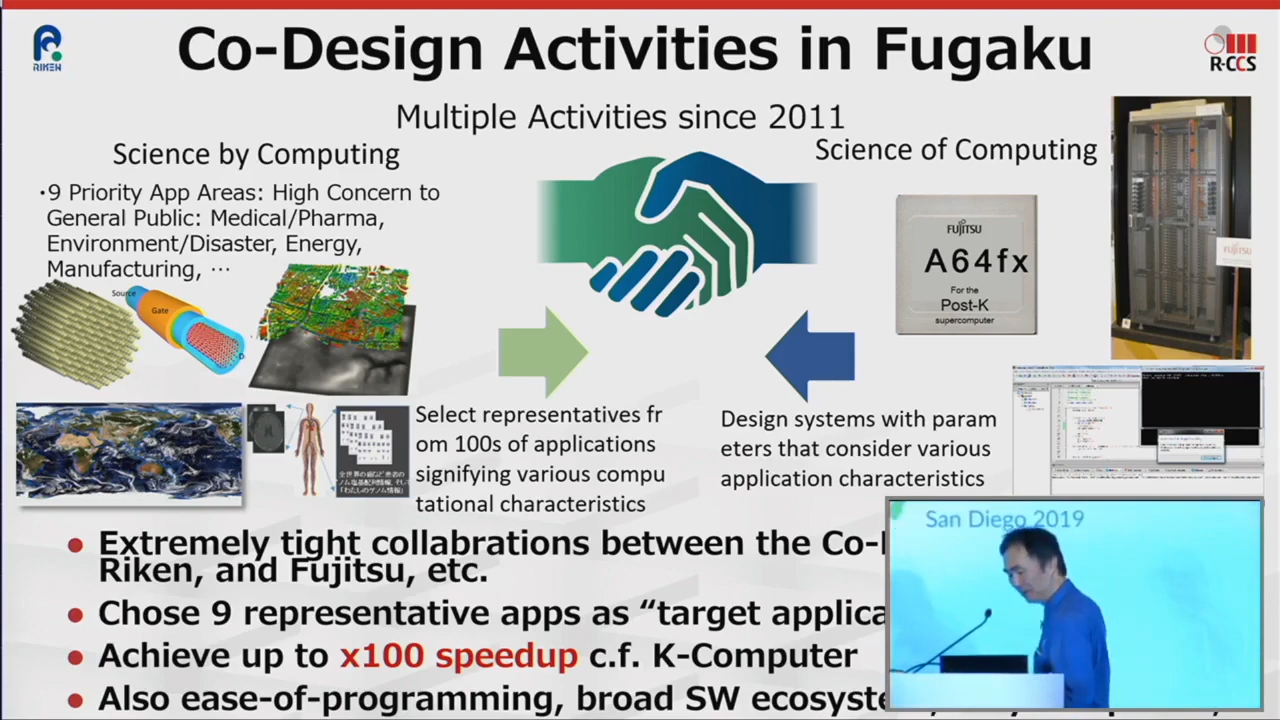 Co-Design Activities in Fugaku
RIKEN
R-CCS
Multiple Activities since 2011
Science by Computing
・9 Priority App Areas: High Concern to
General Public: Medical/Pharma,
Environment/Disaster, Energy,
Manufacturing, …
Source
Gate
D
Science of Computing
FUJITSU
A64fx
For the
Post-K
supercomputer
FUJITSU
Select representatives fr
om 100s of applications
signifying various compu
tational characteristics
Design systems with param
eters that consider various
application characteristics
San Diego 2019
• Extremely tight collabrations between the Co-
Riken, and Fujitsu, etc.
• Chose 9 representative apps as “target applica
• Achieve up to x100 speedup c.f. K-Computer
• Also ease-of-programming, broad SW ecosyste